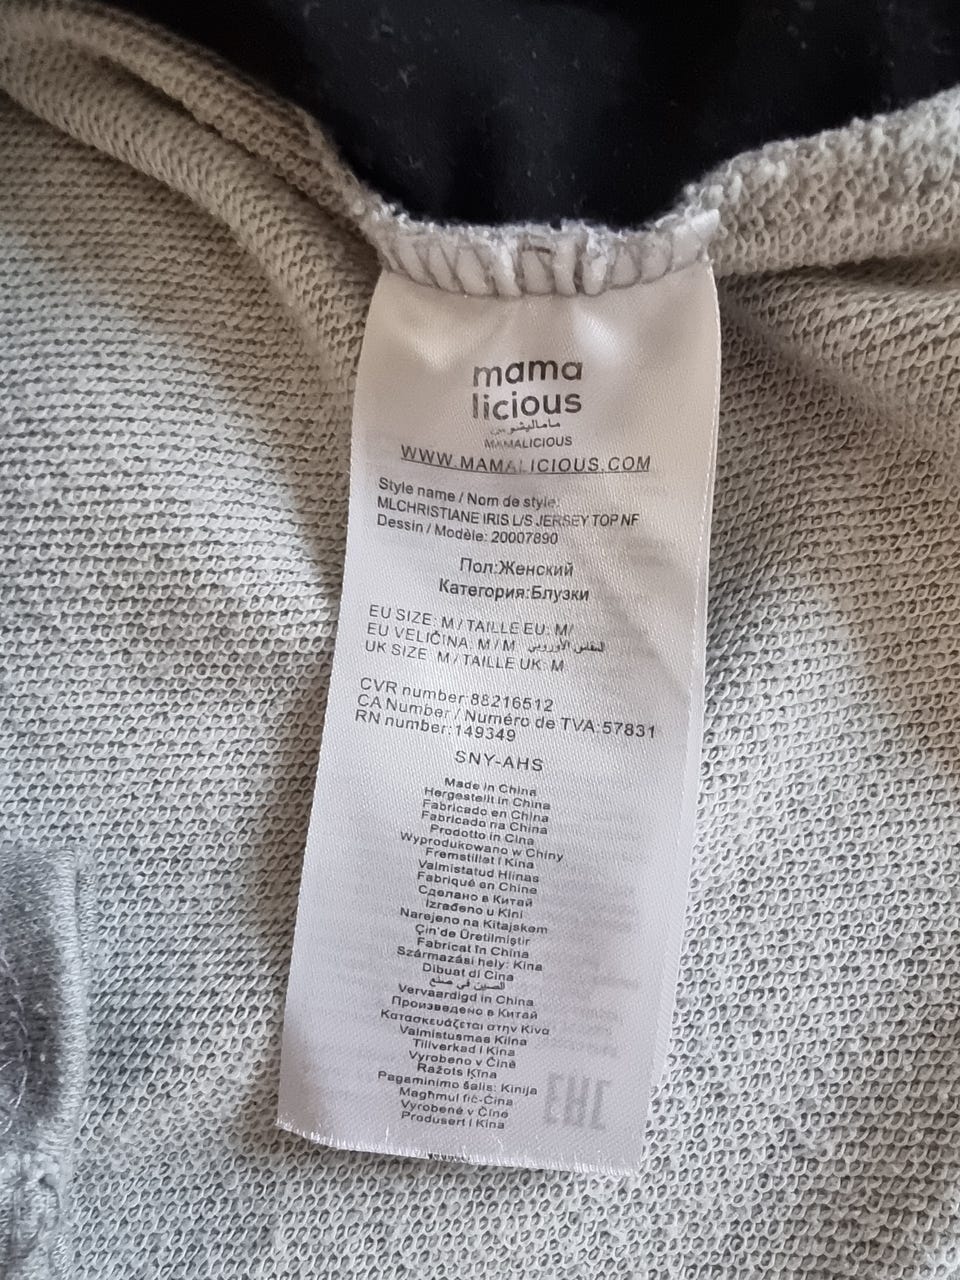 mama
licious
ماماليشوس
MAMALICIOUS
WWW.MAMALICIOUS.COM
Style name / Nom de style:
MLCHRISTIANE IRIS L/S JERSEY TOP NF
Dessin / Modèle: 20007890
Пол:Женский
Категория:Блузки
EU SIZE: M / TAILLE EU: M/
EU VELIČINA: M / M المقاس الأوروبي
UK SIZE: M / TAILLE UK: M
CVR number:88216512
CA Number / Numéro de TVA:57831
RN number:149349
SNY-AHS
Made in China
Hergestellt in China
Fabricado en China
Fabricado na China
Prodotto in Cina
Wyprodukowano w Chiny
Fremstillet i Kina
Valmistatud Hiinas
Fabriqué en Chine
Сделано в Китай
Izrađeno u Kini
Narejeno na Kitajskem
Çin'de Üretilmiştir
Fabricat în China
Származási hely: Kína
Dibuat di Cina
الصين في صنع
Vervaardigd in China
Произведено в Китай
Κατασκευάζεται στην Κίνα
Valmistusmaa Kiina
Tillverkad i Kina
Vyrobeno v Číně
Ražots Ķīnā
Pagaminimo šalis: Kinija
Magħmul fiċ-Ċina
Vyrobené v Číne
Produsert i Kina